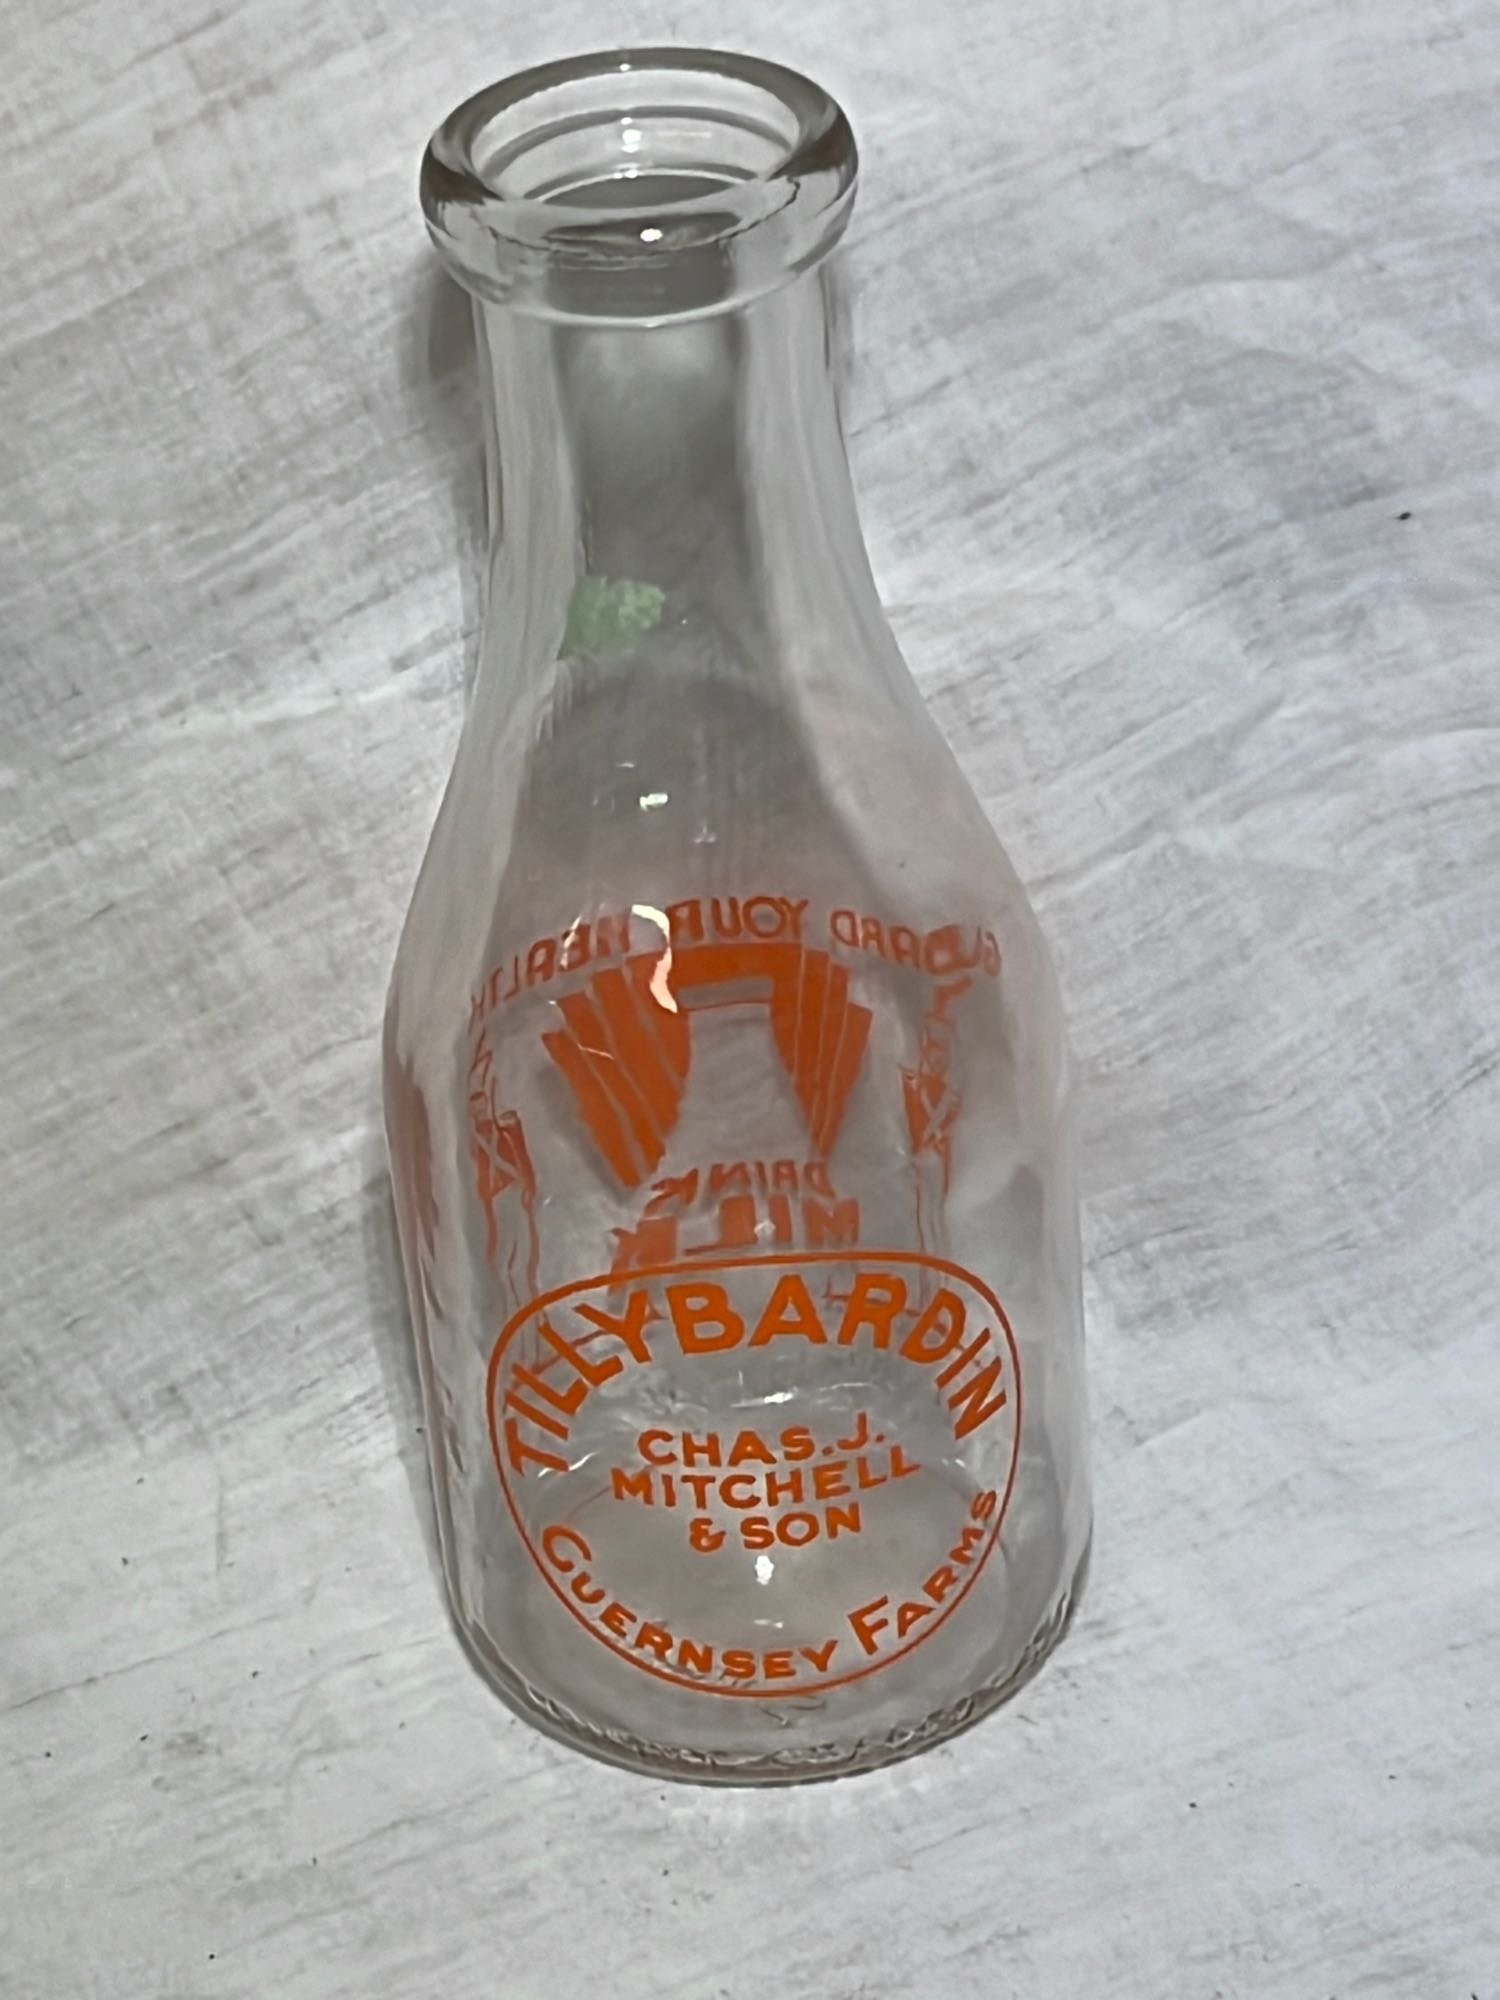 GUARD YOUR HEALTH
DRINK
MILK
TILLYBARDIN
CHAS. J.
MITCHELL
& SON
GUERNSEY FARMS